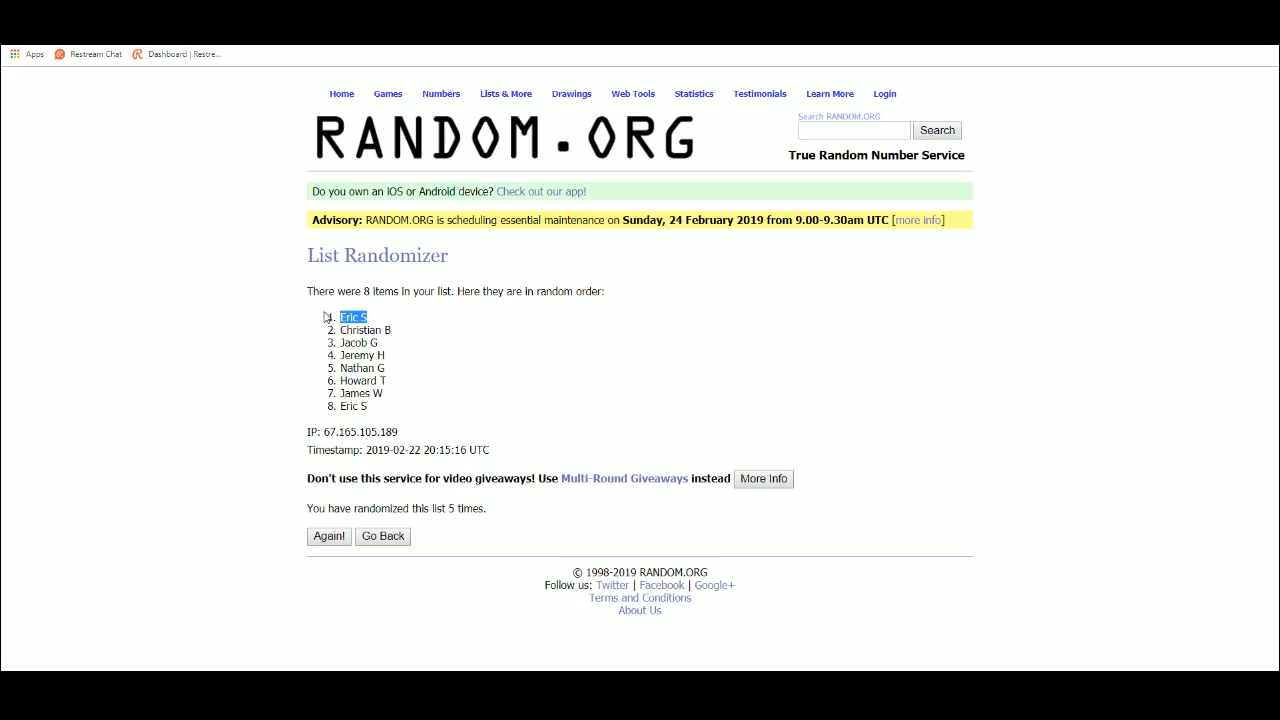 Apps Restream Chat Dashboard | Restre...
Home Games Numbers Lists & More Drawings Web Tools Statistics Testimonials Learn More Login
RANDOM.ORG
Search RANDOM.ORG
Search
True Random Number Service
Do you own an iOS or Android device? Check out our app!
Advisory: RANDOM.ORG is scheduling essential maintenance on Sunday, 24 February 2019 from 9.00-9.30am UTC [more info]
List Randomizer
There were 8 items in your list. Here they are in random order:
1. Eric S
2. Christian B
3. Jacob G
4. Jeremy H
5. Nathan G
6. Howard T
7. James W
8. Eric S
IP: 67.165.105.189
Timestamp: 2019-02-22 20:15:16 UTC
Don't use this service for video giveaways! Use Multi-Round Giveaways instead More Info
You have randomized this list 5 times.
Again! Go Back
© 1998-2019 RANDOM.ORG
Follow us: Twitter | Facebook | Google+
Terms and Conditions
About Us